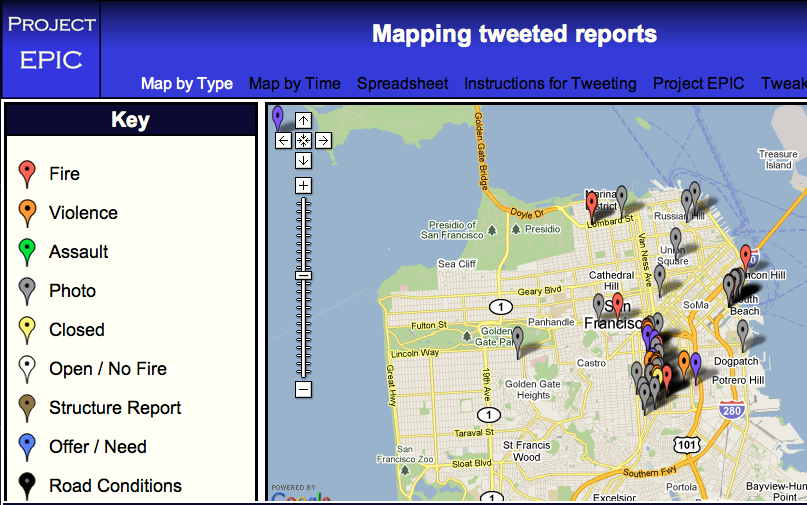 PROJECT
EPIC
Mapping tweeted reports
Map by Type Map by Time Spreadsheet Instructions for Tweeting Project EPIC Tweak
Key
Fire
Violence
Assault
Photo
Closed
Open / No Fire
Structure Report
Offer / Need
Road Conditions
Golden Gate Bridge
Treasure
Island
Marina
District
Doyle Dr
Lombard St
Russian Hill
Presidio of
San Francisco
Presidio
Van Ness Ave
Union
Square
Sea Cliff
Cathedral
Hill
Geary Blvd
SoMa
South
Beach
1
San
Francisco
Fulton St
Panhandle
Golden
Gate Park
Lincoln Way
Castro
Dogpatch
Potrero Hill
Great Hwy
19th Ave
Golden Gate
Heights
280
1
Taraval St
San
Francisco Zoo
St Francis
Wood
101
Sloat Blvd
Southern Fwy
Portola
POWERED BY
Google
1
Excelsior
Bayview-Hun
Point